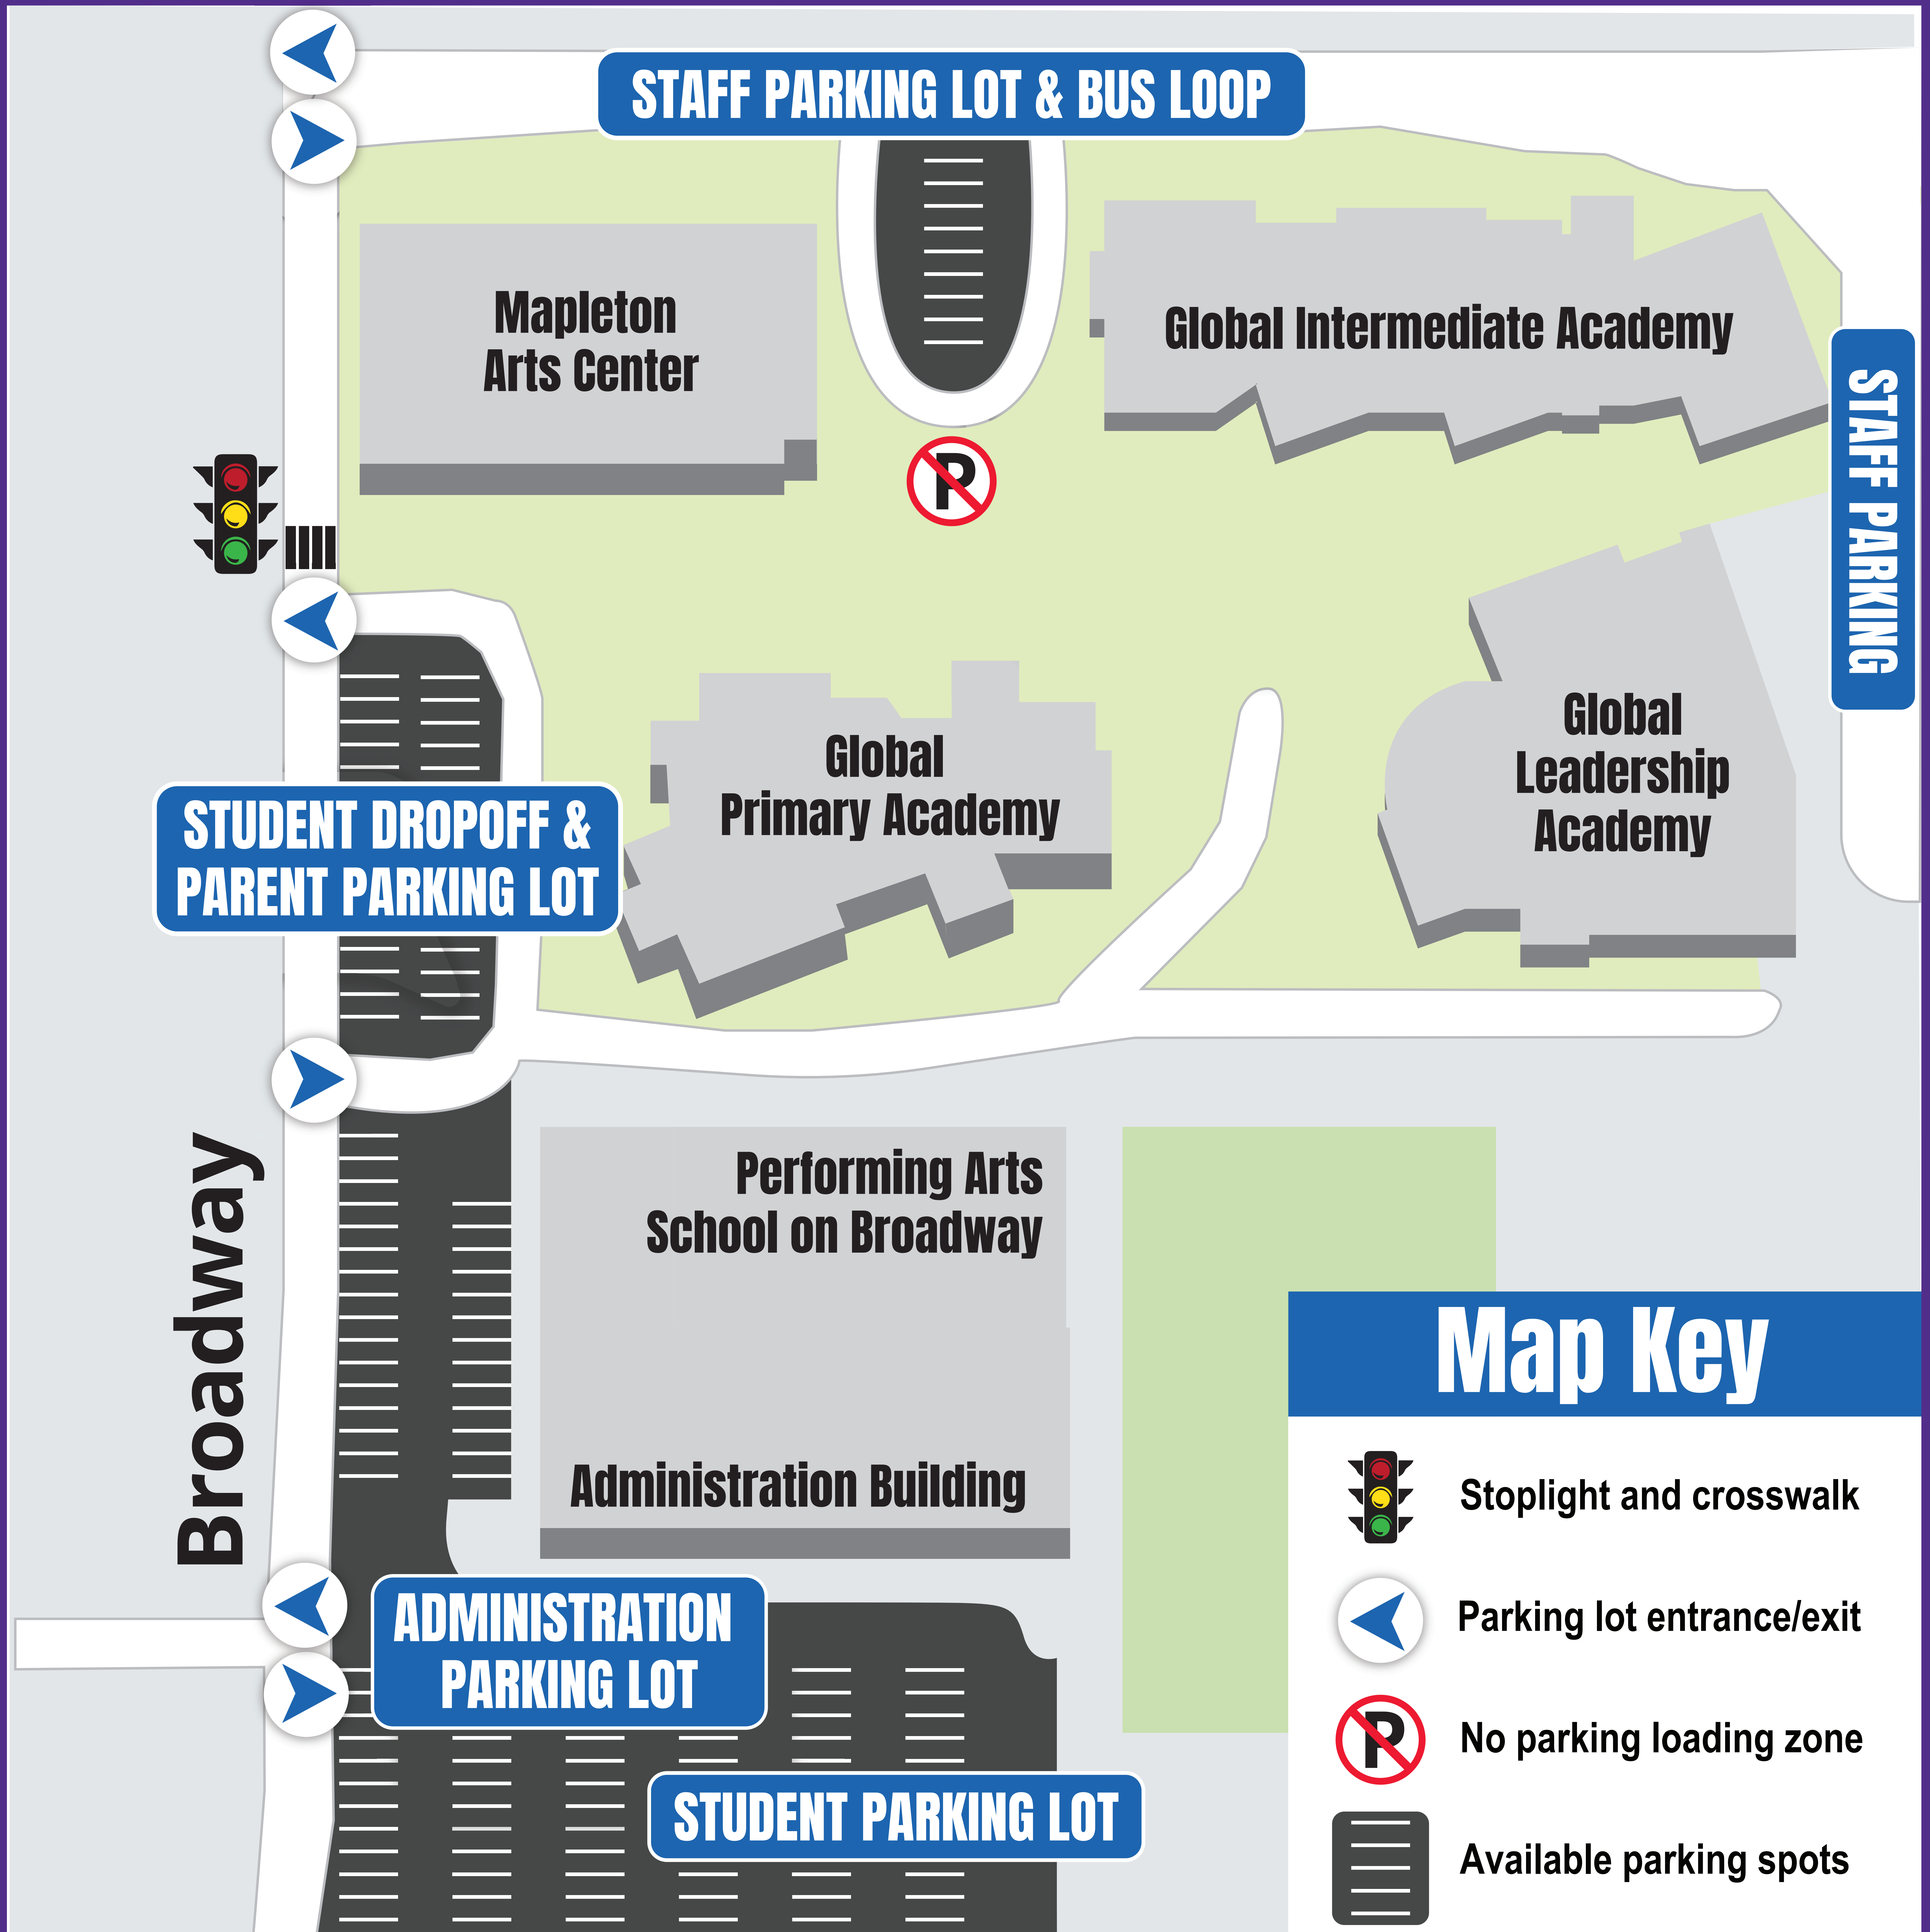 STAFF PARKING LOT & BUS LOOP
Mapleton
Arts Center
Global Intermediate Academy
STAFF PARKING
P
Global
Primary Academy
Global
Leadership
Academy
STUDENT DROPOFF &
PARENT PARKING LOT
Broadway
Performing Arts
School on Broadway
Administration Building
ADMINISTRATION
PARKING LOT
STUDENT PARKING LOT
Map Key
Stoplight and crosswalk
Parking lot entrance/exit
P
No parking loading zone
Available parking spots